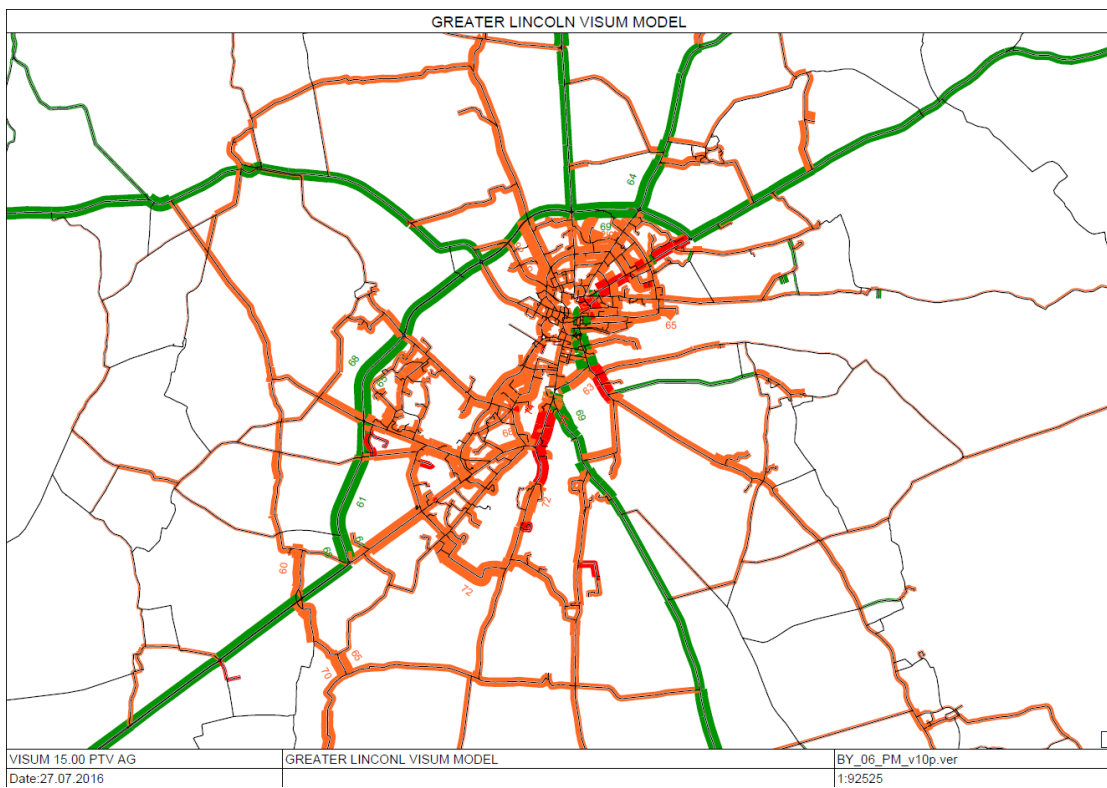 GREATER LINCOLN VISUM MODEL
64
69
65
68
63
69
61
72
60
72
65
70
VISUM 15.00 PTV AG
GREATER LINCONL VISUM MODEL
BY_06_PM_v10p.ver
Date:27.07.2016
1:92525